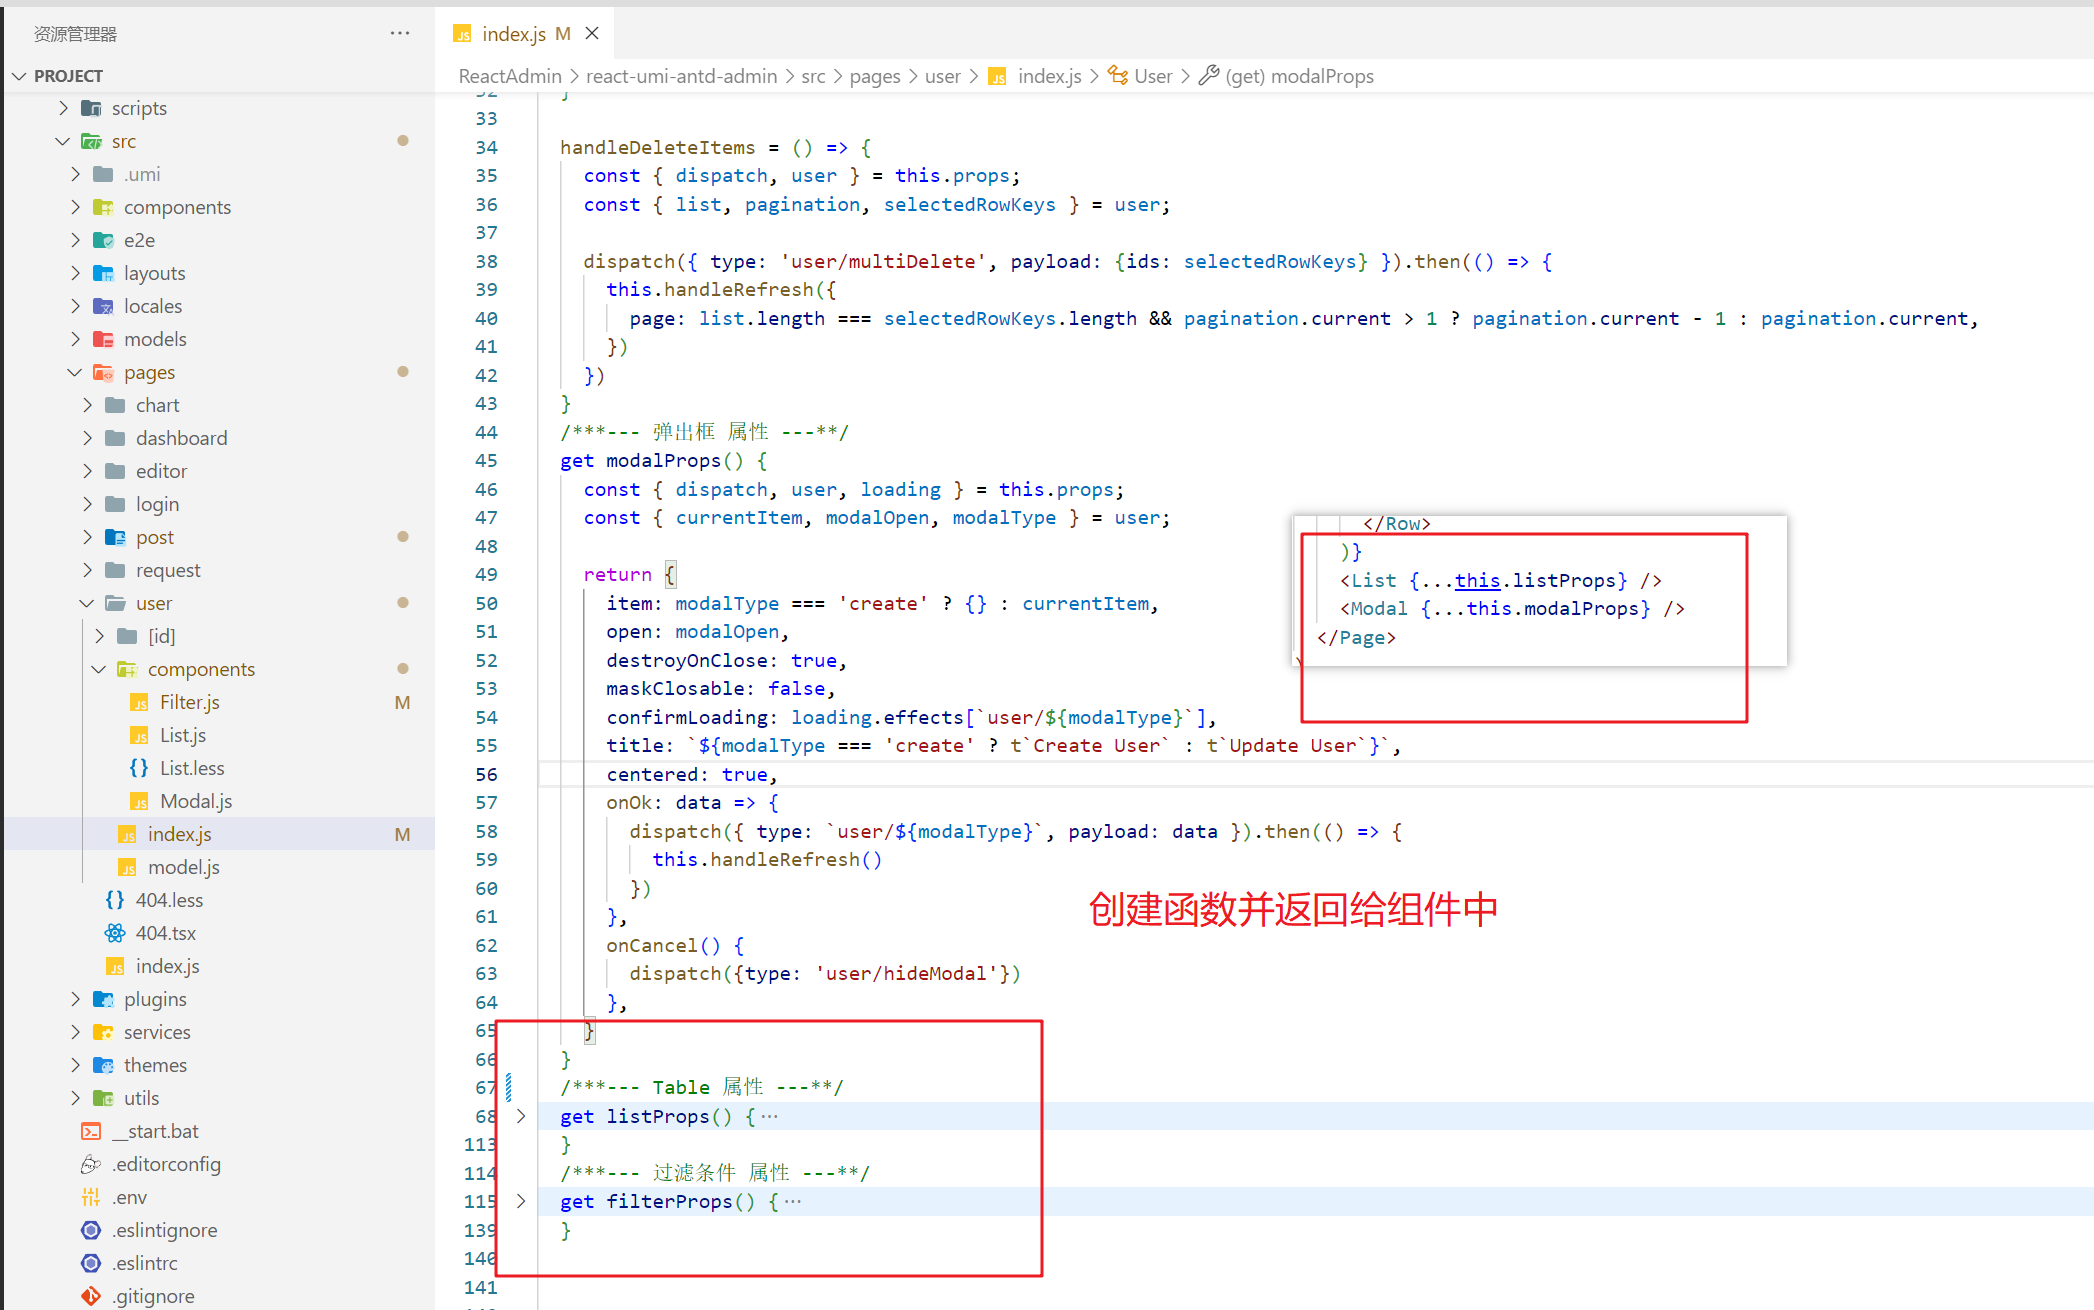 资源管理器
···
PROJECT
scripts
src
.umi
components
e2e
layouts
locales
models
pages
chart
dashboard
editor
login
post
request
user
[id]
components
Filter.js M
List.js
List.less
Modal.js
index.js M
model.js
404.less
404.tsx
index.js
plugins
services
themes
utils
__start.bat
.editorconfig
.env
.eslintignore
.eslintrc
.gitignore
index.js M
ReactAdmin > react-umi-antd-admin > src > pages > user > index.js > User > (get) modalProps
32 }
33
34 handleDeleteItems = () => {
35 const { dispatch, user } = this.props;
36 const { list, pagination, selectedRowKeys } = user;
37
38 dispatch({ type: 'user/multiDelete', payload: {ids: selectedRowKeys} }).then(() => {
39 this.handleRefresh({
40 page: list.length === selectedRowKeys.length && pagination.current > 1 ? pagination.current - 1 : pagination.current,
41 })
42 })
43 }
44 /***--- 弹出框 属性 ---**/
45 get modalProps() {
46 const { dispatch, user, loading } = this.props;
47 const { currentItem, modalOpen, modalType } = user;
48
49 return {
50 item: modalType === 'create' ? {} : currentItem,
51 open: modalOpen,
52 destroyOnClose: true,
53 maskClosable: false,
54 confirmLoading: loading.effects[`user/${modalType}`],
55 title: `${modalType === 'create' ? t`Create User` : t`Update User`}`,
56 centered: true,
57 onOk: data => {
58 dispatch({ type: `user/${modalType}`, payload: data }).then(() => {
59 this.handleRefresh()
60 })
61 },
62 onCancel() {
63 dispatch({type: 'user/hideModal'})
64 },
65 }
66 }
67 /***--- Table 属性 ---**/
68 get listProps() {···
113 }
114 /***--- 过滤条件 属性 ---**/
115 get filterProps() {···
139 }
140
141
</Row>
)}
<List {...this.listProps} />
<Modal {...this.modalProps} />
</Page>
创建函数并返回给组件中